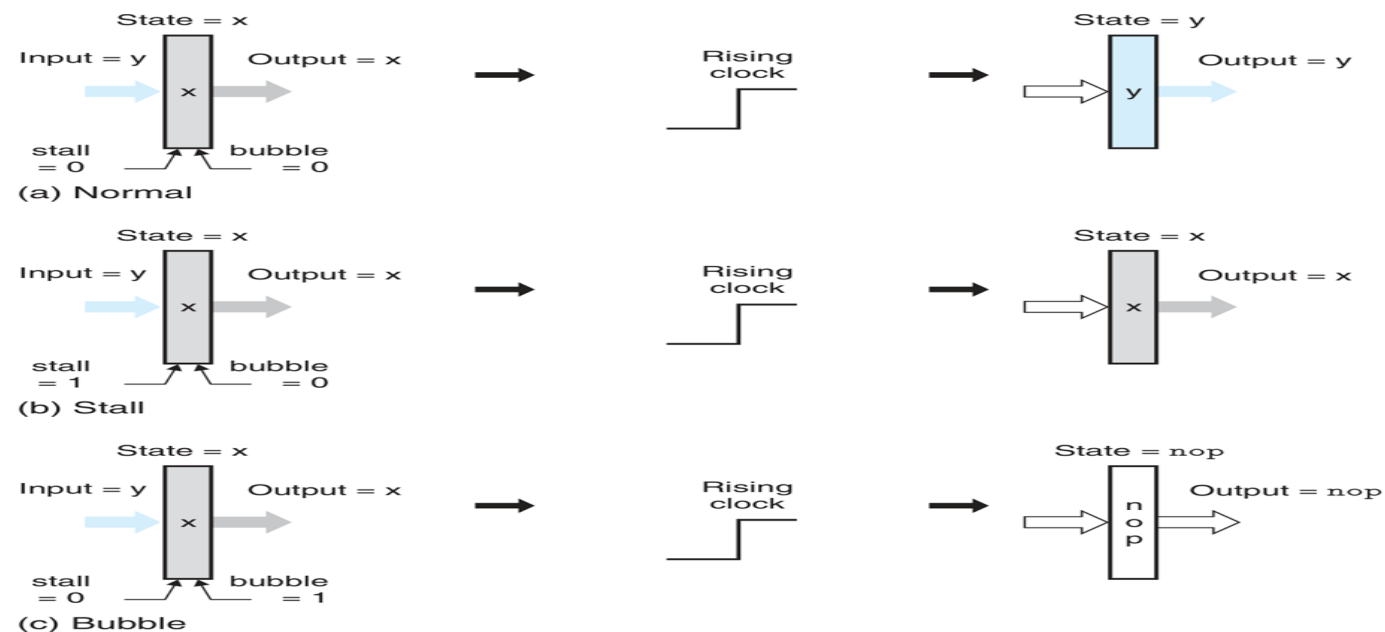 State = x
State = y
Input = y
Output = x
Rising
clock
Output = y
x
y
stall
= 0
bubble
= 0
(a) Normal
State = x
State = x
Input = y
Output = x
Rising
clock
Output = x
x
x
stall
= 1
bubble
= 0
(b) Stall
State = x
State = nop
Input = y
Output = x
Rising
clock
Output = nop
x
n
o
p
stall
= 0
bubble
= 1
(c) Bubble